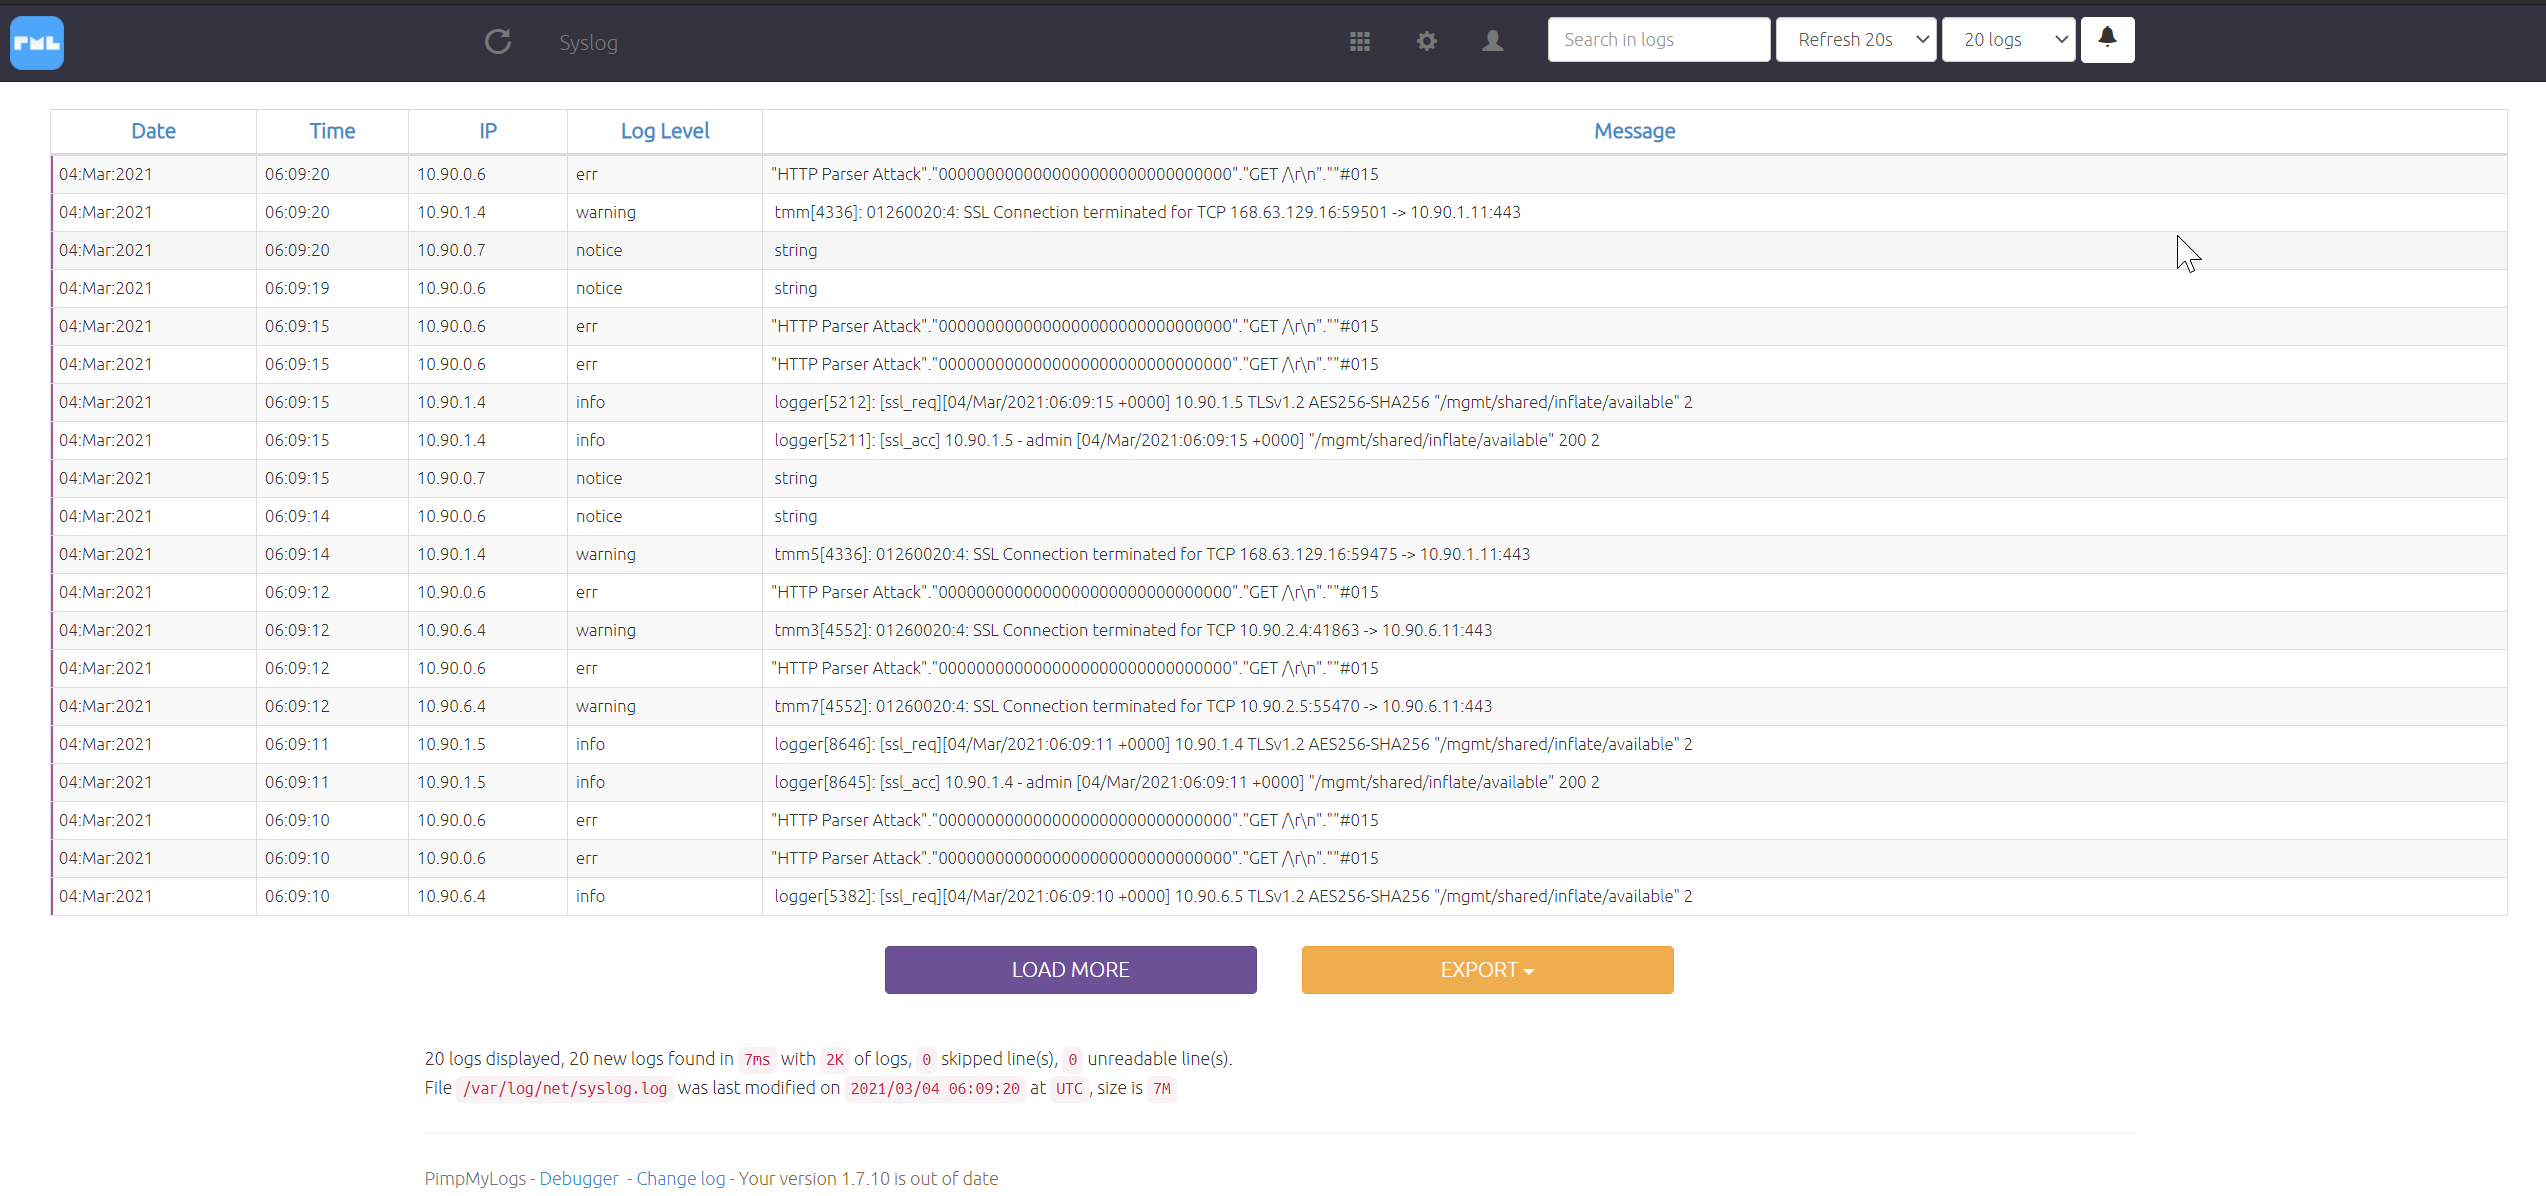 PML Syslog Search in logs Refresh 20s 20 logs
Date Time IP Log Level Message
04:Mar:2021 06:09:20 10.90.0.6 err "HTTP Parser Attack"."00000000000000000000000000000000"."GET /\r\n".""#015
04:Mar:2021 06:09:20 10.90.1.4 warning tmm[4336]: 01260020:4: SSL Connection terminated for TCP 168.63.129.16:59501 -> 10.90.1.11:443
04:Mar:2021 06:09:20 10.90.0.7 notice string
04:Mar:2021 06:09:19 10.90.0.6 notice string
04:Mar:2021 06:09:15 10.90.0.6 err "HTTP Parser Attack"."00000000000000000000000000000000"."GET /\r\n".""#015
04:Mar:2021 06:09:15 10.90.0.6 err "HTTP Parser Attack"."00000000000000000000000000000000"."GET /\r\n".""#015
04:Mar:2021 06:09:15 10.90.1.4 info logger[5212]: [ssl_req][04/Mar/2021:06:09:15 +0000] 10.90.1.5 TLSv1.2 AES256-SHA256 "/mgmt/shared/inflate/available" 2
04:Mar:2021 06:09:15 10.90.1.4 info logger[5211]: [ssl_acc] 10.90.1.5 - admin [04/Mar/2021:06:09:15 +0000] "/mgmt/shared/inflate/available" 200 2
04:Mar:2021 06:09:15 10.90.0.7 notice string
04:Mar:2021 06:09:14 10.90.0.6 notice string
04:Mar:2021 06:09:14 10.90.1.4 warning tmm5[4336]: 01260020:4: SSL Connection terminated for TCP 168.63.129.16:59475 -> 10.90.1.11:443
04:Mar:2021 06:09:12 10.90.0.6 err "HTTP Parser Attack"."00000000000000000000000000000000"."GET /\r\n".""#015
04:Mar:2021 06:09:12 10.90.6.4 warning tmm3[4552]: 01260020:4: SSL Connection terminated for TCP 10.90.2.4:41863 -> 10.90.6.11:443
04:Mar:2021 06:09:12 10.90.0.6 err "HTTP Parser Attack"."00000000000000000000000000000000"."GET /\r\n".""#015
04:Mar:2021 06:09:12 10.90.6.4 warning tmm7[4552]: 01260020:4: SSL Connection terminated for TCP 10.90.2.5:55470 -> 10.90.6.11:443
04:Mar:2021 06:09:11 10.90.1.5 info logger[8646]: [ssl_req][04/Mar/2021:06:09:11 +0000] 10.90.1.4 TLSv1.2 AES256-SHA256 "/mgmt/shared/inflate/available" 2
04:Mar:2021 06:09:11 10.90.1.5 info logger[8645]: [ssl_acc] 10.90.1.4 - admin [04/Mar/2021:06:09:11 +0000] "/mgmt/shared/inflate/available" 200 2
04:Mar:2021 06:09:10 10.90.0.6 err "HTTP Parser Attack"."00000000000000000000000000000000"."GET /\r\n".""#015
04:Mar:2021 06:09:10 10.90.0.6 err "HTTP Parser Attack"."00000000000000000000000000000000"."GET /\r\n".""#015
04:Mar:2021 06:09:10 10.90.6.4 info logger[5382]: [ssl_req][04/Mar/2021:06:09:10 +0000] 10.90.6.5 TLSv1.2 AES256-SHA256 "/mgmt/shared/inflate/available" 2
LOAD MORE EXPORT
20 logs displayed, 20 new logs found in 7ms with 2K of logs, 0 skipped line(s), 0 unreadable line(s).
File /var/log/net/syslog.log was last modified on 2021/03/04 06:09:20 at UTC, size is 7M
PimpMyLogs - Debugger - Change log - Your version 1.7.10 is out of date